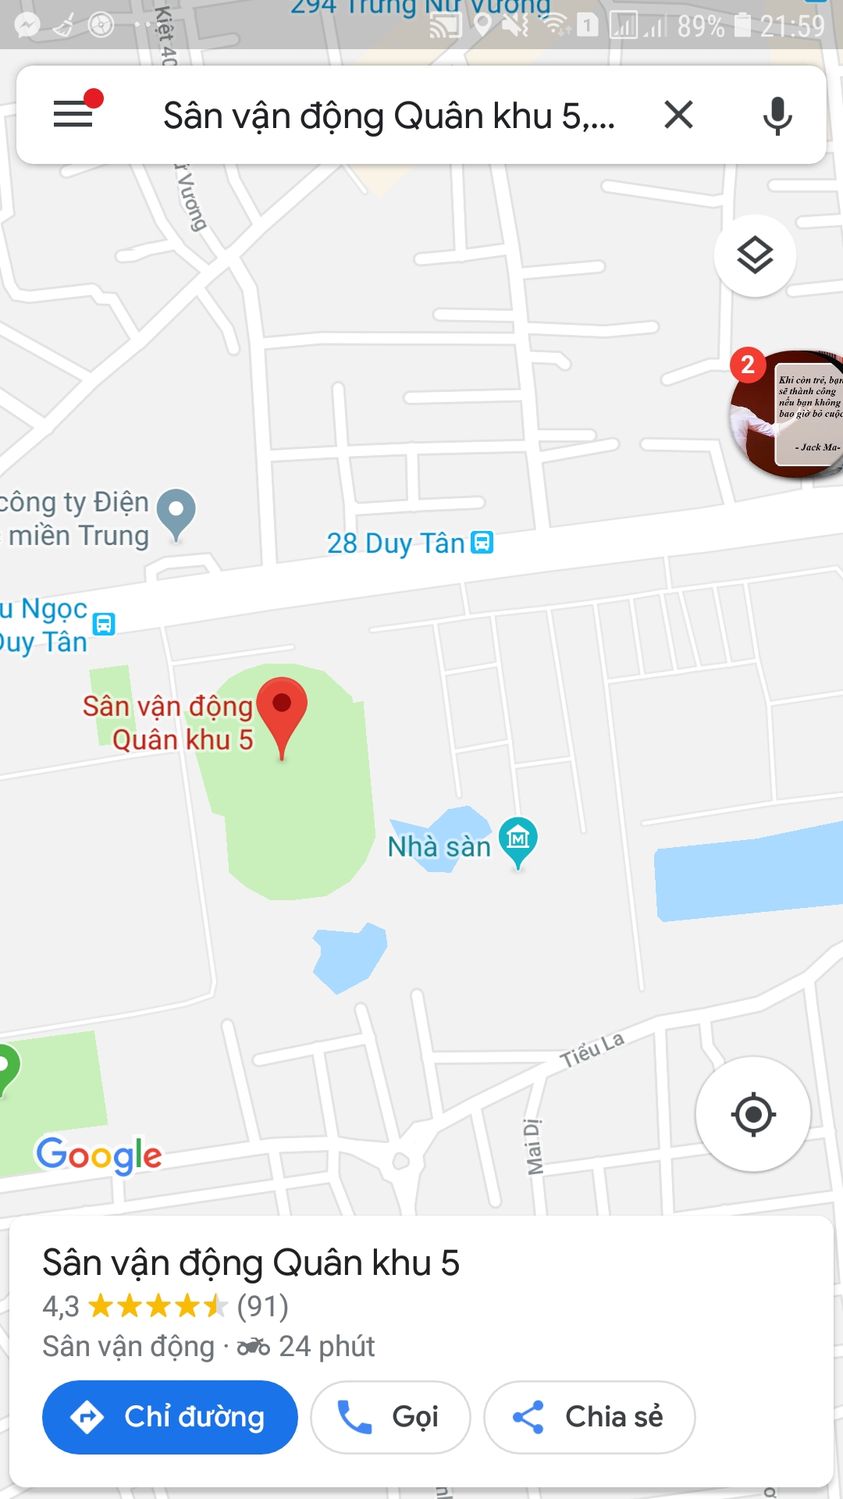 294 Trưng Nữ Vương
1
89%
21:59
Kiệt 40
Sân vận động Quân khu 5,...
Vương
2
Khi còn trẻ, bạn
sẽ thành công
nếu bạn không
bao giờ bỏ cuộc
- Jack Ma-
công ty Điện
miền Trung
28 Duy Tân
u Ngọc
Duy Tân
Sân vận động
Quân khu 5
Nhà sàn
M
Tiểu La
Mai Dị
Google
Sân vận động Quân khu 5
4,3 (91)
Sân vận động · 24 phút
Chỉ đường
Gọi
Chia sẻ